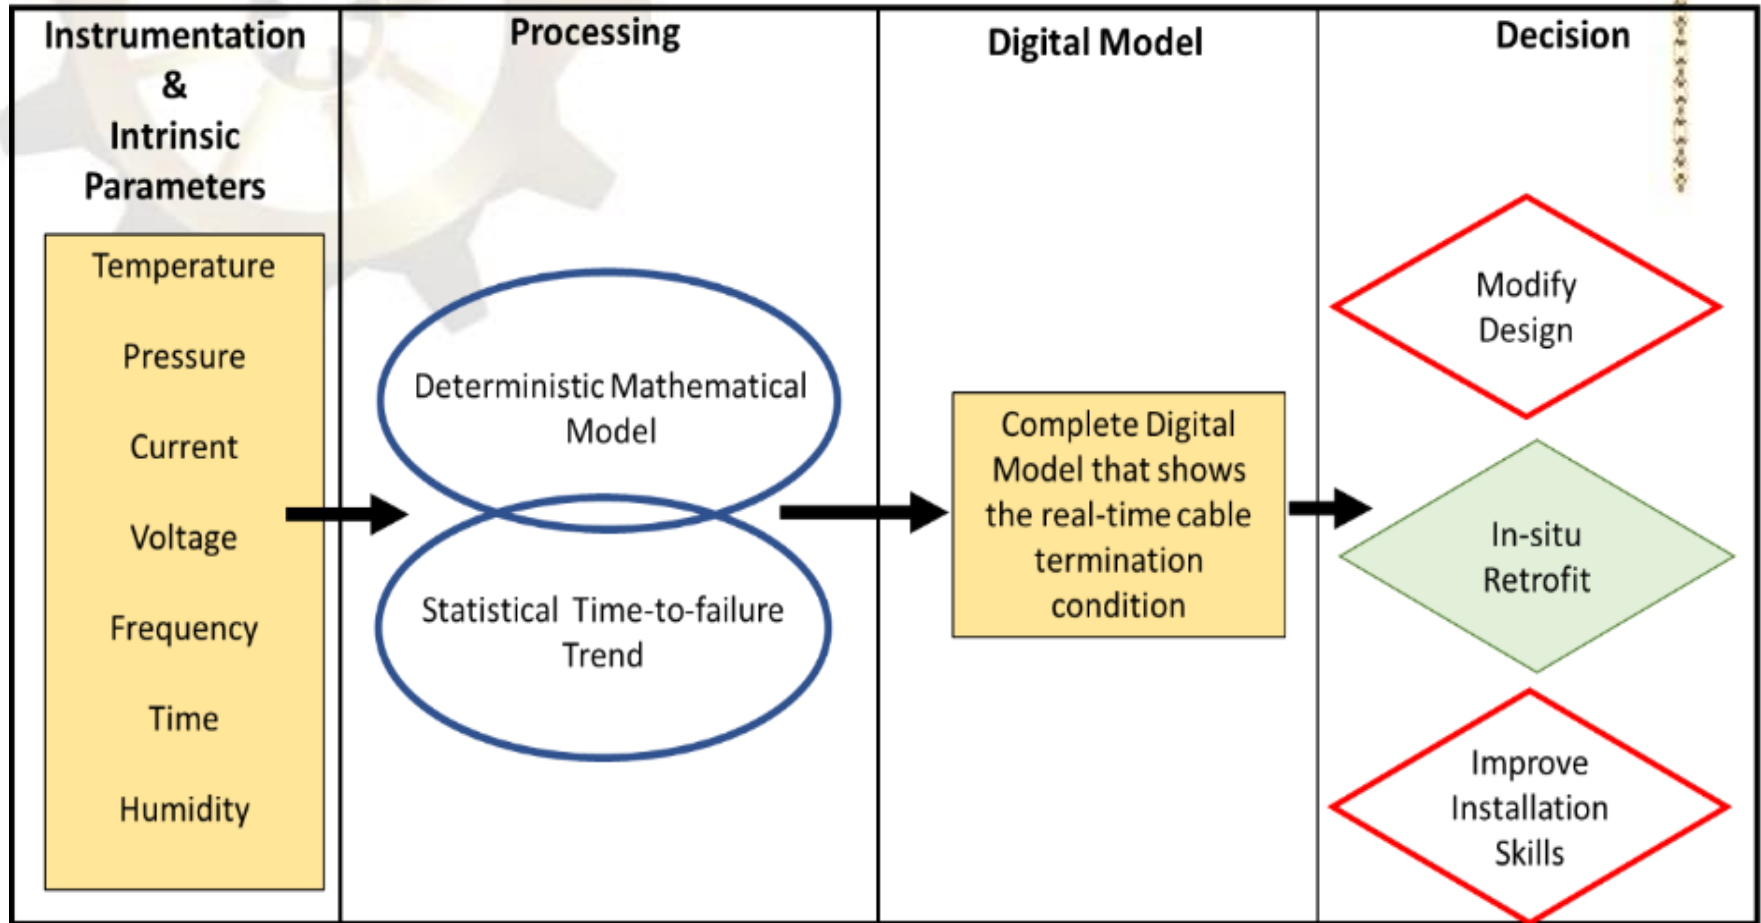 Instrumentation
&
Intrinsic
Parameters
Temperature
Pressure
Current
Voltage
Frequency
Time
Humidity
Processing
Deterministic Mathematical
Model
Statistical Time-to-failure
Trend
Digital Model
Complete Digital
Model that shows
the real-time cable
termination
condition
Decision
Modify
Design
In-situ
Retrofit
Improve
Installation
Skills